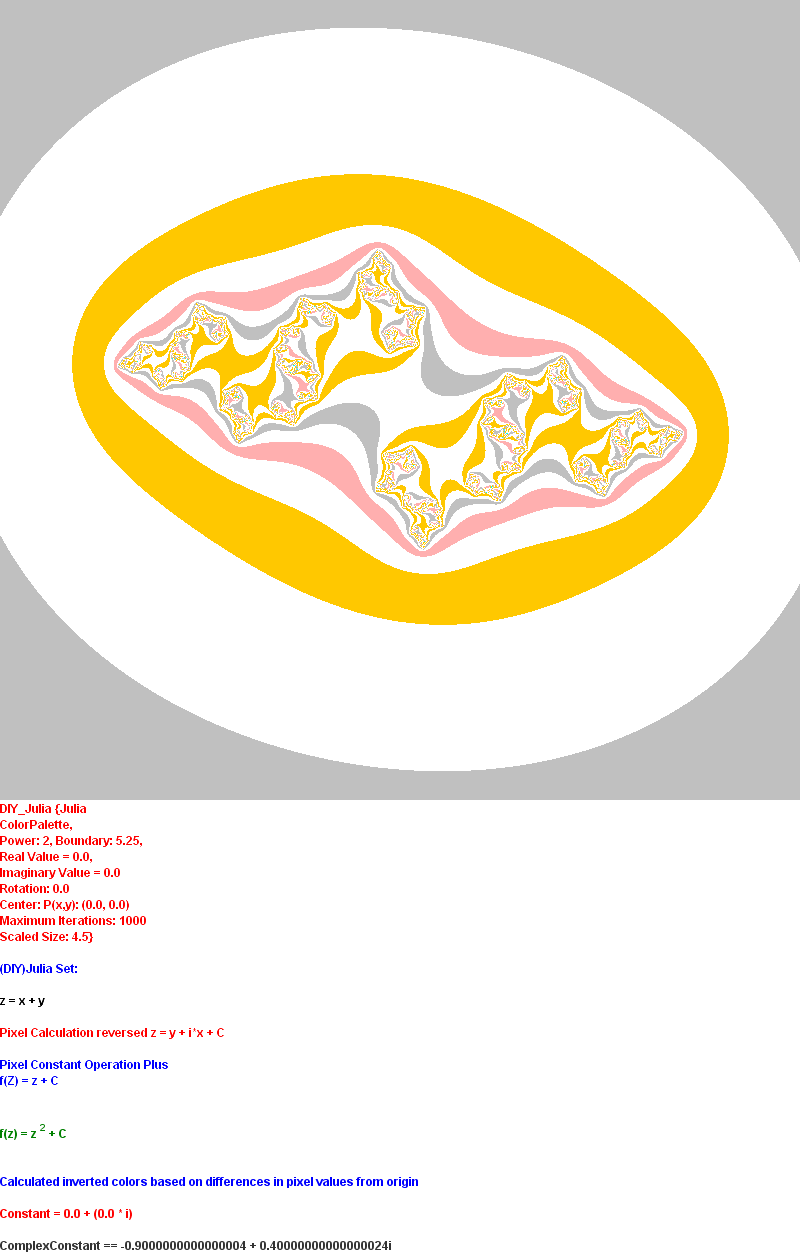 DIY_Julia {Julia
ColorPalette,
Power: 2, Boundary: 5.25,
Real Value = 0.0,
Imaginary Value = 0.0
Rotation: 0.0
Center: P(x,y): (0.0, 0.0)
Maximum Iterations: 1000
Scaled Size: 4.5}
(DIY)Julia Set:
z = x + y
Pixel Calculation reversed z = y + i*x + C
Pixel Constant Operation Plus
f(Z) = z + C
f(z) = z 2 + C
Calculated inverted colors based on differences in pixel values from origin
Constant = 0.0 + (0.0 * i)
ComplexConstant == -0.9000000000000004 + 0.40000000000000024i